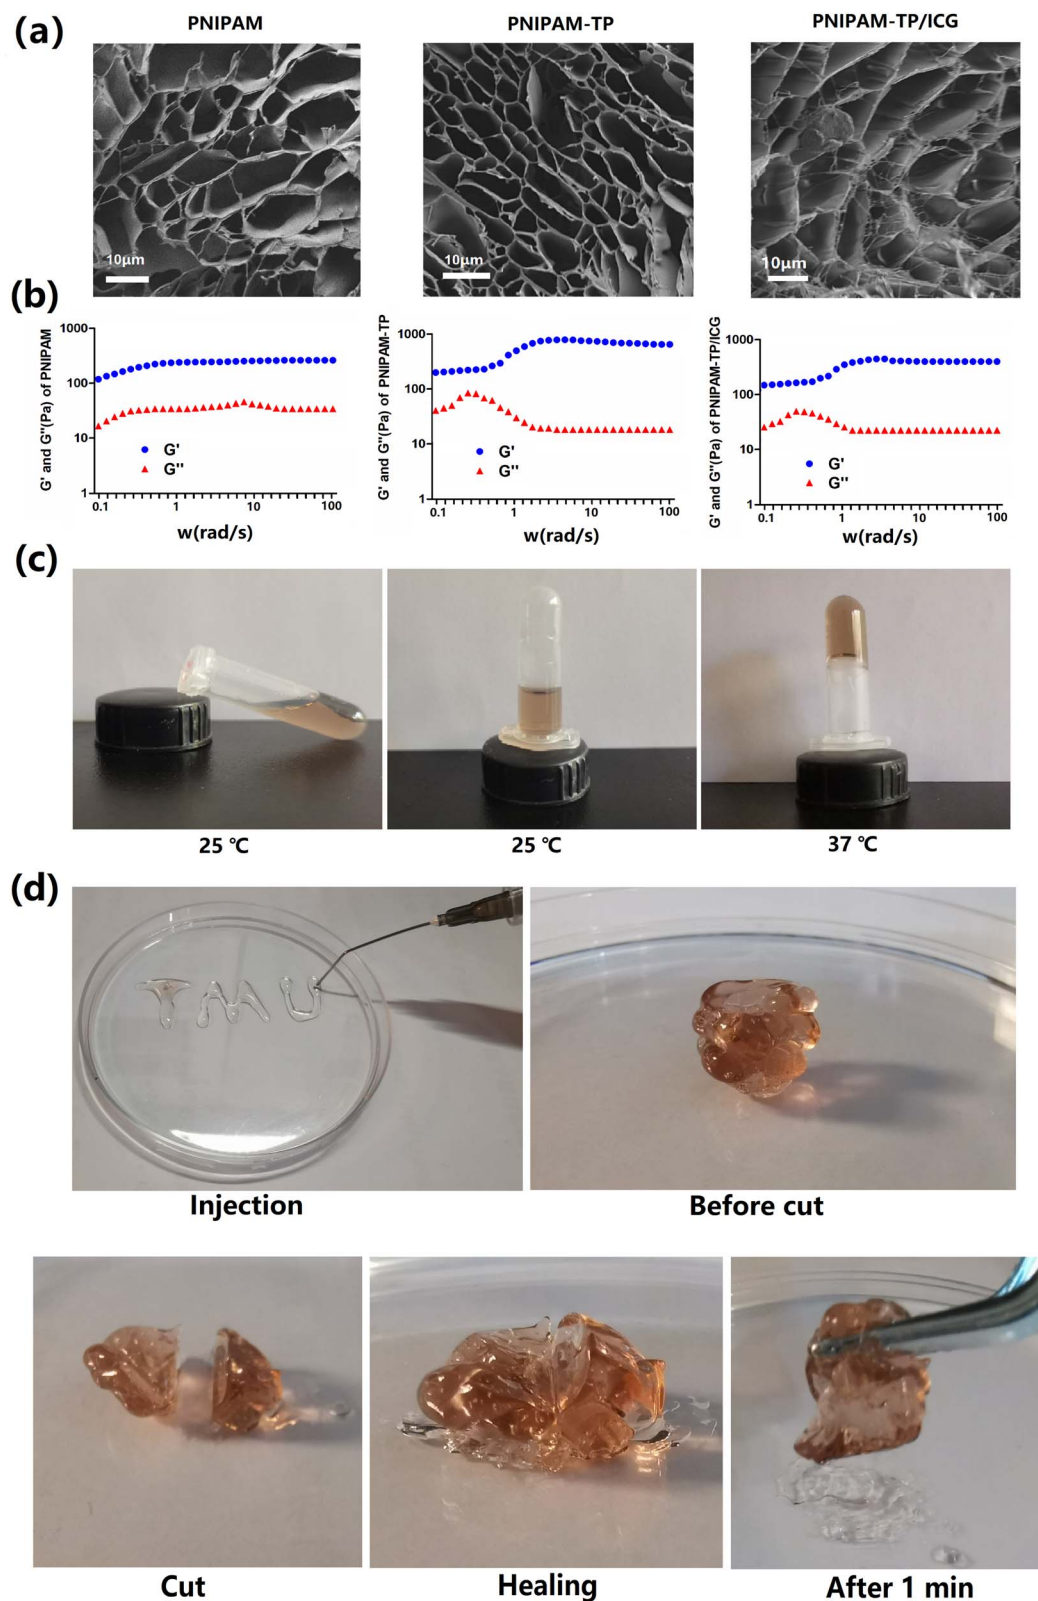 (a)
PNIPAM
PNIPAM-TP
PNIPAM-TP/ICG
10μm
10μm
10μm
(b)
G' and G''(Pa) of PNIPAM
1000
100
10
1
G'
G''
0.1
1
10
100
w(rad/s)
G' and G''(Pa) of PNIPAM-TP
1000
100
10
1
G'
G''
0.1
1
10
100
w(rad/s)
G' and G''(Pa) of PNIPAM-TP/ICG
1000
100
10
1
G'
G''
0.1
1
10
100
w(rad/s)
(c)
25 ℃
25 ℃
37 ℃
(d)
TMU
Injection
Before cut
Cut
Healing
After 1 min